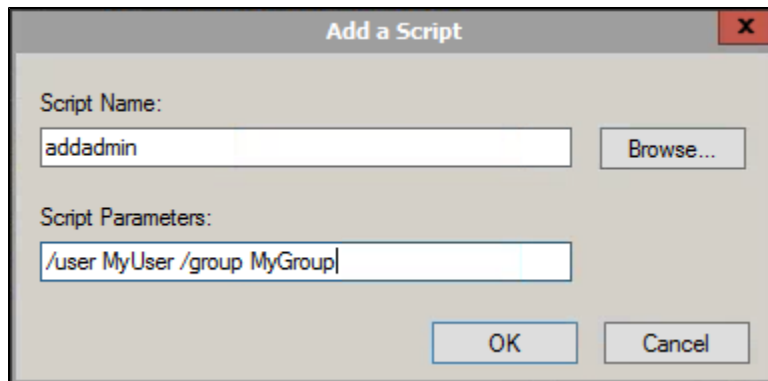 Add a Script
X
Script Name:
addadmin
Browse...
Script Parameters:
/user MyUser /group MyGroup
OK
Cancel